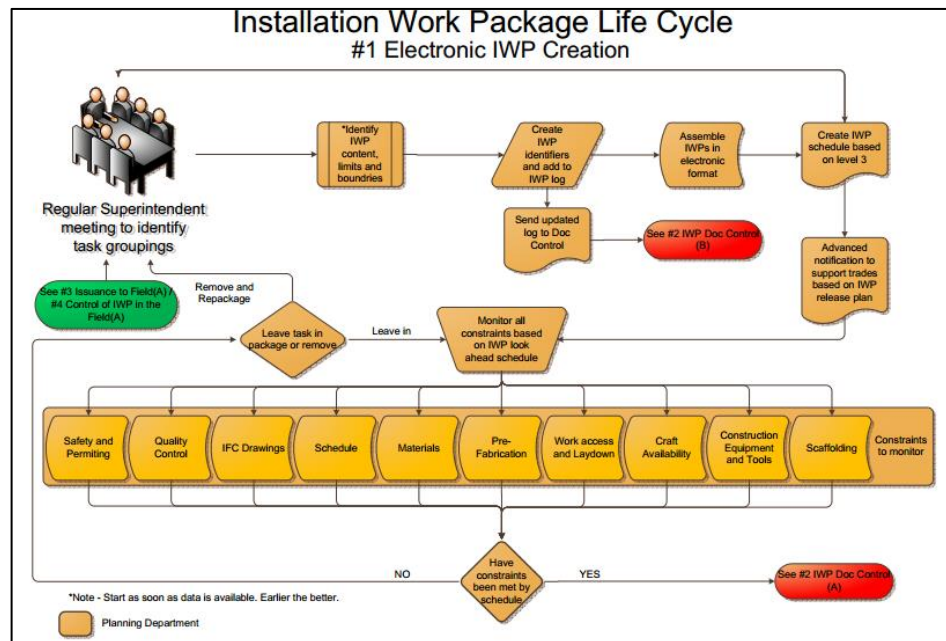 Installation Work Package Life Cycle
#1 Electronic IWP Creation
*Identify
IWP
content,
limits and
boundries
Create
IWP
identifiers
and add to
IWP log
Assemble
IWPs in
electronic
format
Create IWP
schedule
based on
level 3
Regular Superintendent
meeting to identify
task groupings
Send updated
log to Doc
Control
See #2 IWP Doc Control
(B)
Advanced
notification to
support trades
based on IWP
release plan
See #3 Issuance to Field(A) /
#4 Control of IWP in the
Field(A)
Remove and
Repackage
Leave task in
package or remove
Leave in
Monitor all
constraints based
on IWP look
ahead schedule
Safety and
Permiting
Quality
Control
IFC Drawings
Schedule
Materials
Pre-
Fabrication
Work access
and Laydown
Craft
Availability
Construction
Equipment
and Tools
Scaffolding
Constraints
to monitor
NO
Have
constraints
been met by
schedule
YES
See #2 IWP Doc Control
(A)
*Note - Start as soon as data is available. Earlier the better.
Planning Department